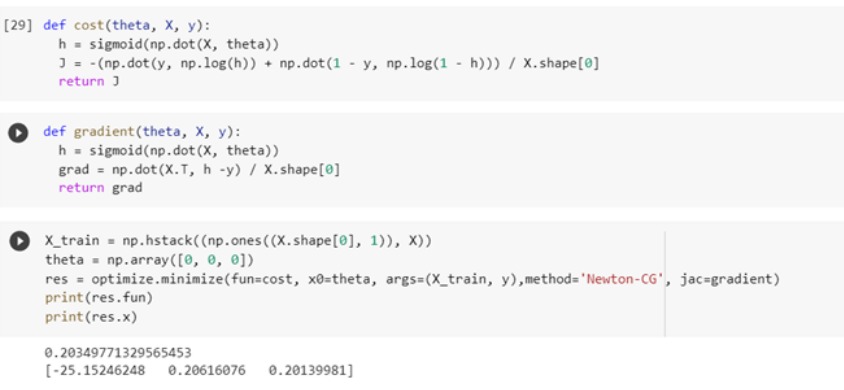 [29] def cost(theta, X, y):
h = sigmoid(np.dot(X, theta))
J = -(np.dot(y, np.log(h)) + np.dot(1 - y, np.log(1 - h))) / X.shape[0]
return J
def gradient(theta, X, y):
h = sigmoid(np.dot(X, theta))
grad = np.dot(X.T, h -y) / X.shape[0]
return grad
X_train = np.hstack((np.ones((X.shape[0], 1)), X))
theta = np.array([0, 0, 0])
res = optimize.minimize(fun=cost, x0=theta, args=(X_train, y),method='Newton-CG', jac=gradient)
print(res.fun)
print(res.x)
0.20349771329565453
[-25.15246248 0.20616076 0.20139981]